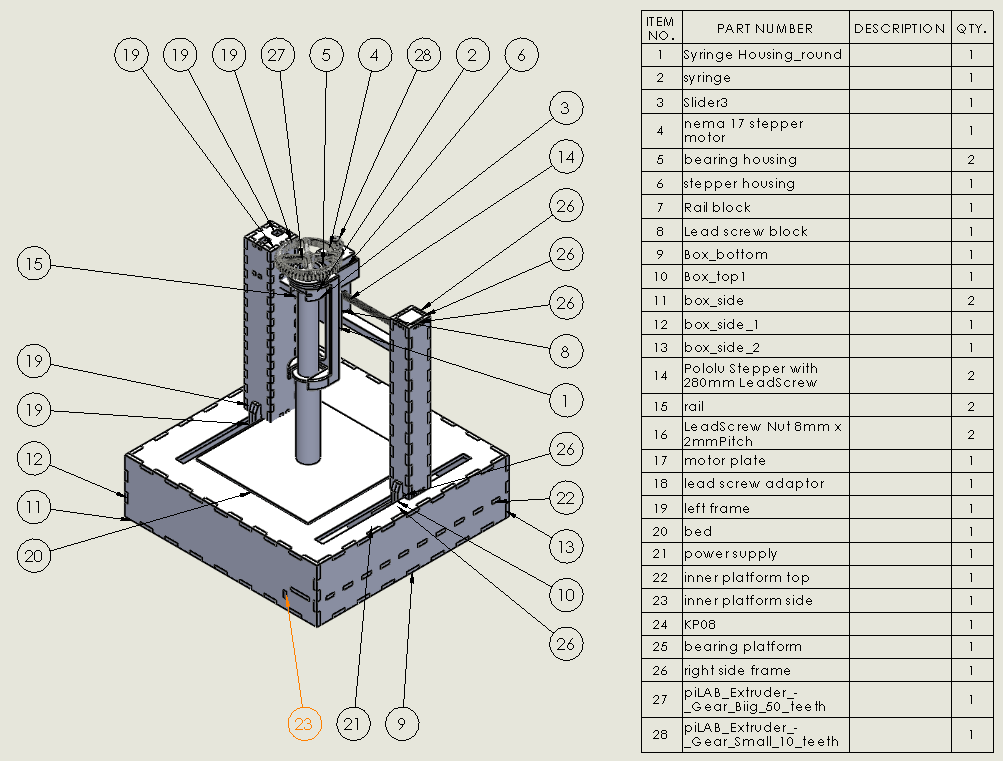 19 19 19 27 5 4 28 2 6
3
14
26
26
15
26
8
19
1
19
26
12
22
11
13
20
10
26
23 21 9
ITEM NO. PART NUMBER DESCRIPTION QTY.
1 Syringe Housing_round 1
2 syringe 1
3 Slider3 1
4 nema 17 stepper
motor 1
5 bearing housing 2
6 stepper housing 1
7 Rail block 1
8 Lead screw block 1
9 Box_bottom 1
10 Box_top1 1
11 box_side 2
12 box_side_1 1
13 box_side_2 1
14 Pololu Stepper with
280mm LeadScrew 2
15 rail 2
16 LeadScrew Nut 8mm x
2mmPitch 2
17 motor plate 1
18 lead screw adaptor 1
19 left frame 1
20 bed 1
21 power supply 1
22 inner platform top 1
23 inner platform side 1
24 KP08 1
25 bearing platform 1
26 right side frame 1
27 piLAB_Extruder_-
_Gear_Biig_50_teeth 1
28 piLAB_Extruder_-
_Gear_Small_10_teeth 1